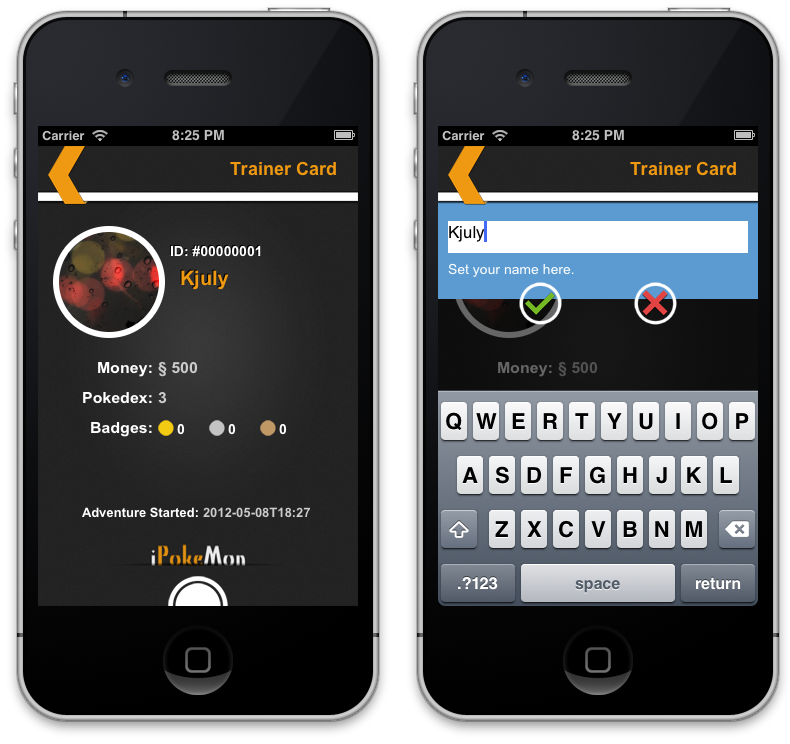 Carrier 8:25 PM
Trainer Card
ID: #00000001
Kjuly
Money: § 500
Pokedex: 3
Badges: 0 0 0
Adventure Started: 2012-05-08T18:27
iPokeMon
Carrier 8:25 PM
Trainer Card
Kjuly
Set your name here.
Money: § 500
Q W E R T Y U I O P
A S D F G H J K L
Z X C V B N M
.?123 space return